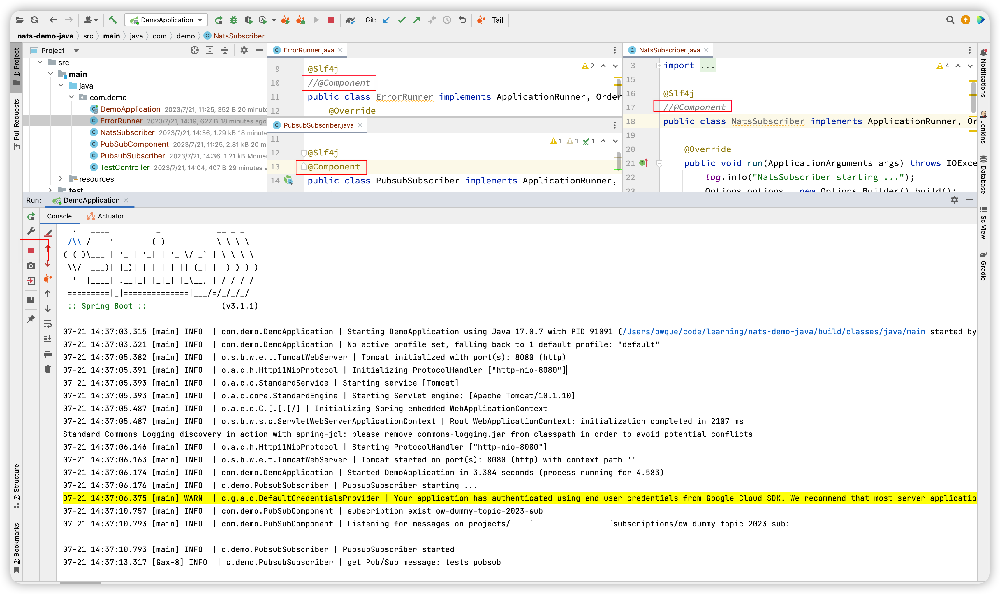 DemoApplication
Git:
Tail
nats-demo-java
src
main
java
com
demo
NatsSubscriber
1: Project
Pull Requests
Z: Structure
2: Bookmarks
Project
src
main
java
com.demo
DemoApplication 2023/7/21, 11:25, 352 B 20 minute
ErrorRunner 2023/7/21, 14:19, 627 B 18 minutes ago
NatsSubscriber 2023/7/21, 14:36, 1.29 kB 18 minute
PubSubComponent 2023/7/21, 11:25, 2.81 kB 20 mi
PubsubSubscriber 2023/7/21, 14:36, 1.21 kB Mome
TestController 2023/7/21, 14:04, 407 B 29 minutes a
resources
test
ErrorRunner.java
2
9 @Slf4j
10 //@Component
11 public class ErrorRunner implements ApplicationRunner, Order
12 @Override
PubsubSubscriber.java
1 1 1
11
12 @Slf4j
13 @Component
14 public class PubsubSubscriber implements ApplicationRunner,
NatsSubscriber.java
4
3 import ...
15
16 @Slf4j
17 //@Component
18 public class NatsSubscriber implements ApplicationRunner, Or
19
20 @Override
21 public void run(ApplicationArguments args) throws IOExce
22 log.info("NatsSubscriber starting ...");
23 Options options = new Options.Builder().build();
Notifications
Jenkins
Database
SciView
Gradle
Run: DemoApplication
Console
Actuator
  .   ____          _            __ _ _
 /\\ / ___'_ __ _ _(_)_ __  __ _ \ \ \ \
( ( )\___ | '_ | '_| | '_ \/ _` | \ \ \ \
 \\/  ___)| |_)| | | | | || (_| |  ) ) ) )
  '  |____| .__|_| |_|_| |_\__, | / / / /
 =========|_|==============|___/=/_/_/_/
 :: Spring Boot ::                (v3.1.1)
07-21 14:37:03.315 [main] INFO  | com.demo.DemoApplication | Starting DemoApplication using Java 17.0.7 with PID 91091 (/Users/owque/code/learning/nats-demo-java/build/classes/java/main started by
07-21 14:37:03.321 [main] INFO  | com.demo.DemoApplication | No active profile set, falling back to 1 default profile: "default"
07-21 14:37:05.382 [main] INFO  | o.s.b.w.e.t.TomcatWebServer | Tomcat initialized with port(s): 8080 (http)
07-21 14:37:05.391 [main] INFO  | o.a.c.h.Http11NioProtocol | Initializing ProtocolHandler ["http-nio-8080"]
07-21 14:37:05.393 [main] INFO  | o.a.c.c.StandardService | Starting service [Tomcat]
07-21 14:37:05.393 [main] INFO  | o.a.c.core.StandardEngine | Starting Servlet engine: [Apache Tomcat/10.1.10]
07-21 14:37:05.487 [main] INFO  | o.a.c.c.C.[.[.[/] | Initializing Spring embedded WebApplicationContext
07-21 14:37:05.487 [main] INFO  | o.s.b.w.s.c.ServletWebServerApplicationContext | Root WebApplicationContext: initialization completed in 2107 ms
Standard Commons Logging discovery in action with spring-jcl: please remove commons-logging.jar from classpath in order to avoid potential conflicts
07-21 14:37:06.146 [main] INFO  | o.a.c.h.Http11NioProtocol | Starting ProtocolHandler ["http-nio-8080"]
07-21 14:37:06.163 [main] INFO  | o.s.b.w.e.t.TomcatWebServer | Tomcat started on port(s): 8080 (http) with context path ''
07-21 14:37:06.174 [main] INFO  | com.demo.DemoApplication | Started DemoApplication in 3.384 seconds (process running for 4.583)
07-21 14:37:06.176 [main] INFO  | c.demo.PubsubSubscriber | PubsubSubscriber starting ...
07-21 14:37:06.375 [main] WARN  | c.g.a.o.DefaultCredentialsProvider | Your application has authenticated using end user credentials from Google Cloud SDK. We recommend that most server applicatio
07-21 14:37:10.757 [main] INFO  | com.demo.PubSubComponent | subscription exist ow-dummy-topic-2023-sub
07-21 14:37:10.793 [main] INFO  | com.demo.PubSubComponent | Listening for messages on projects/ subscriptions/ow-dummy-topic-2023-sub:
07-21 14:37:10.793 [main] INFO  | c.demo.PubsubSubscriber | PubsubSubscriber started
07-21 14:37:13.317 [Gax-8] INFO  | c.demo.PubsubSubscriber | get Pub/Sub message: tests pubsub